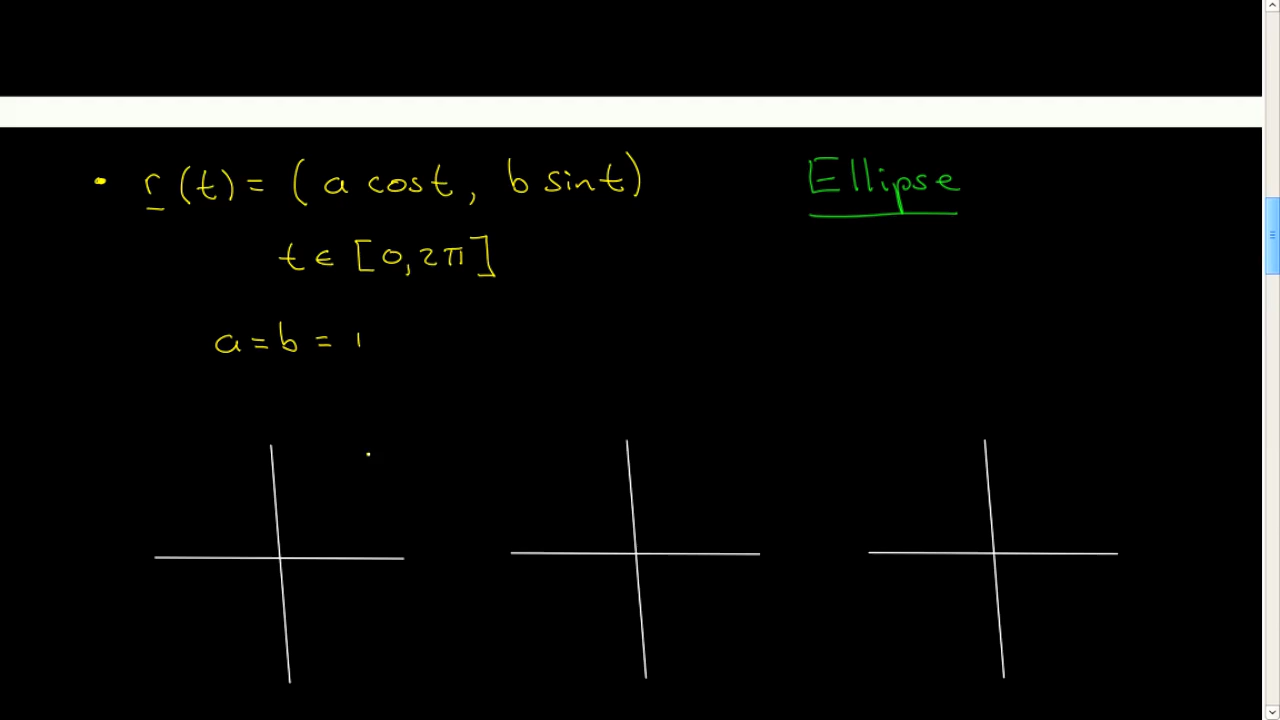 • r(t) = (a cost, b sint) Ellipse
t ∈ [0, 2π]
a = b = 1